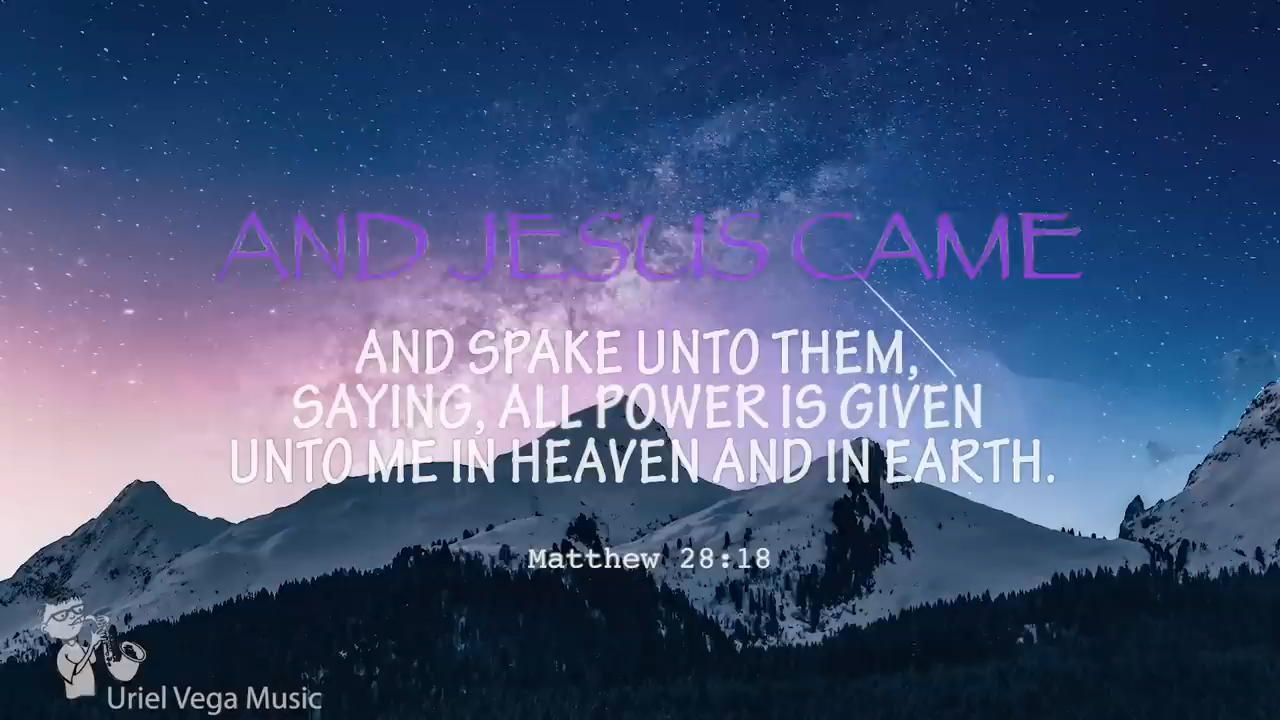 AND JESUS CAME
AND SPAKE UNTO THEM,
SAYING, ALL POWER IS GIVEN
UNTO ME IN HEAVEN AND IN EARTH.
Matthew 28:18
Uriel Vega Music